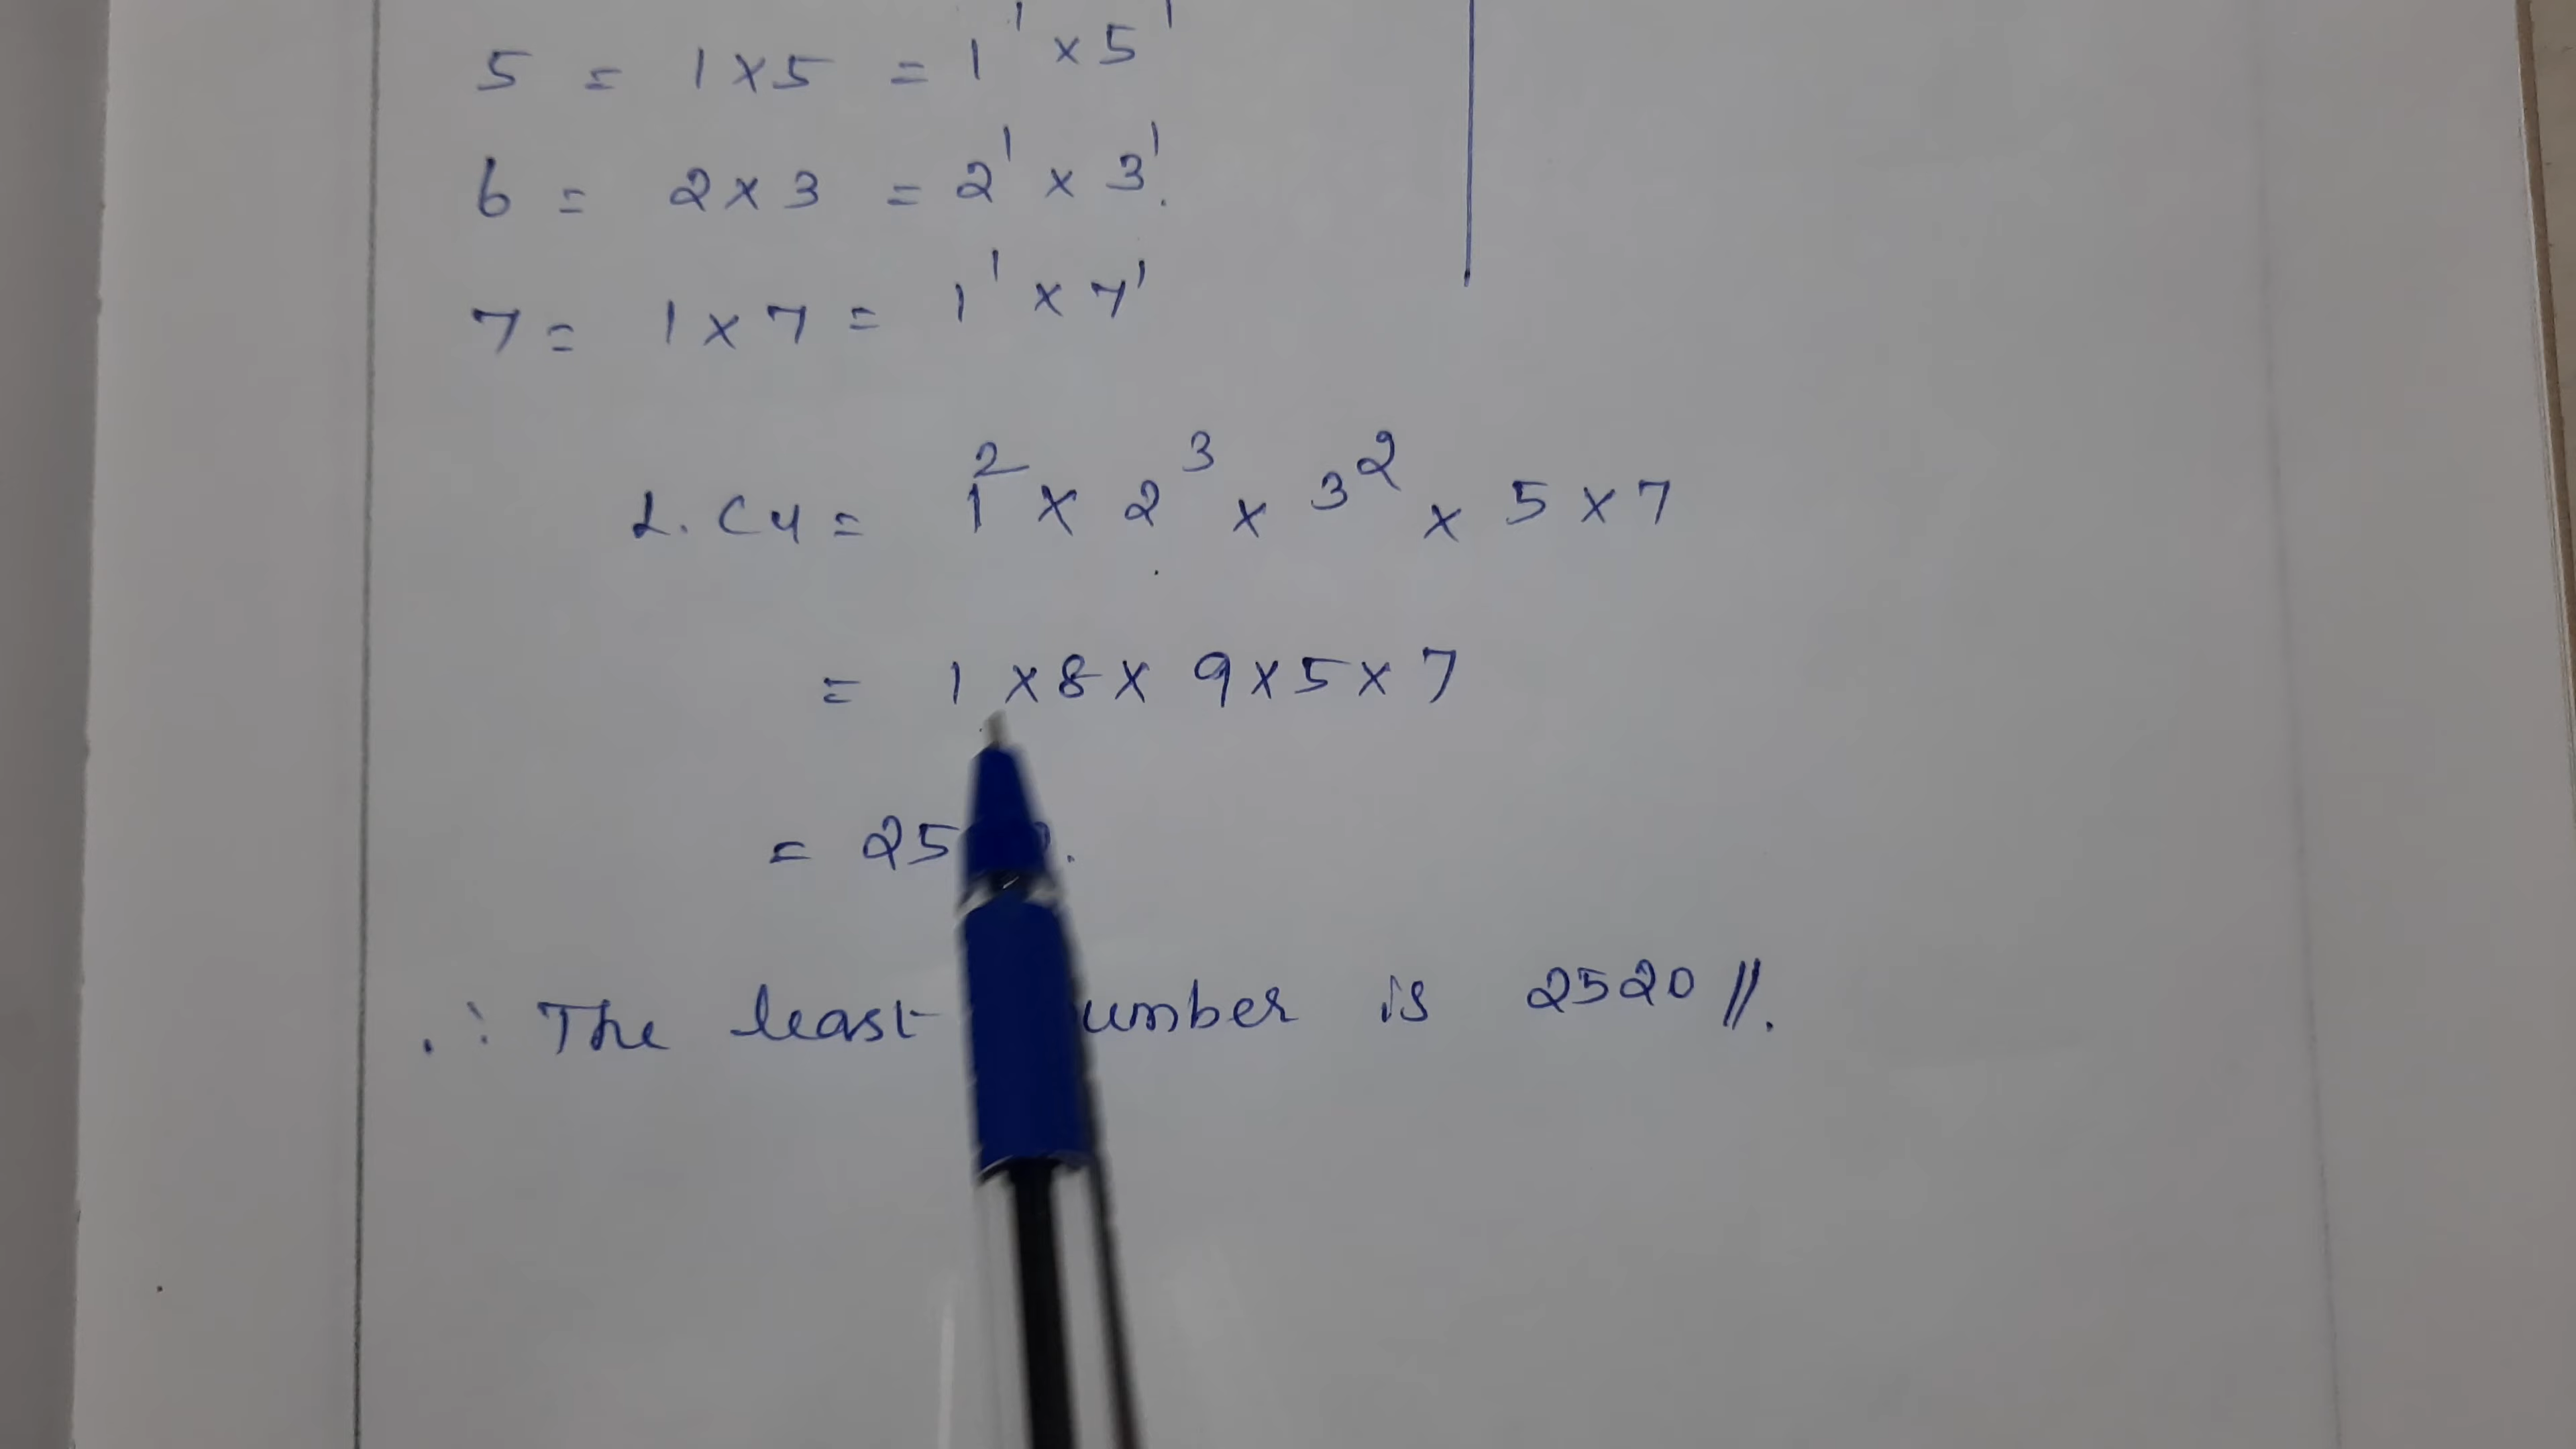 5 = 1 x 5 = 1¹ x 5¹
6 = 2 x 3 = 2¹ x 3¹.
7 = 1 x 7 = 1¹ x 7¹
L.CM = 1² x 2³ x 3² x 5 x 7
= 1 x 8 x 9 x 5 x 7
= 25
∴ The least is 2520 //.